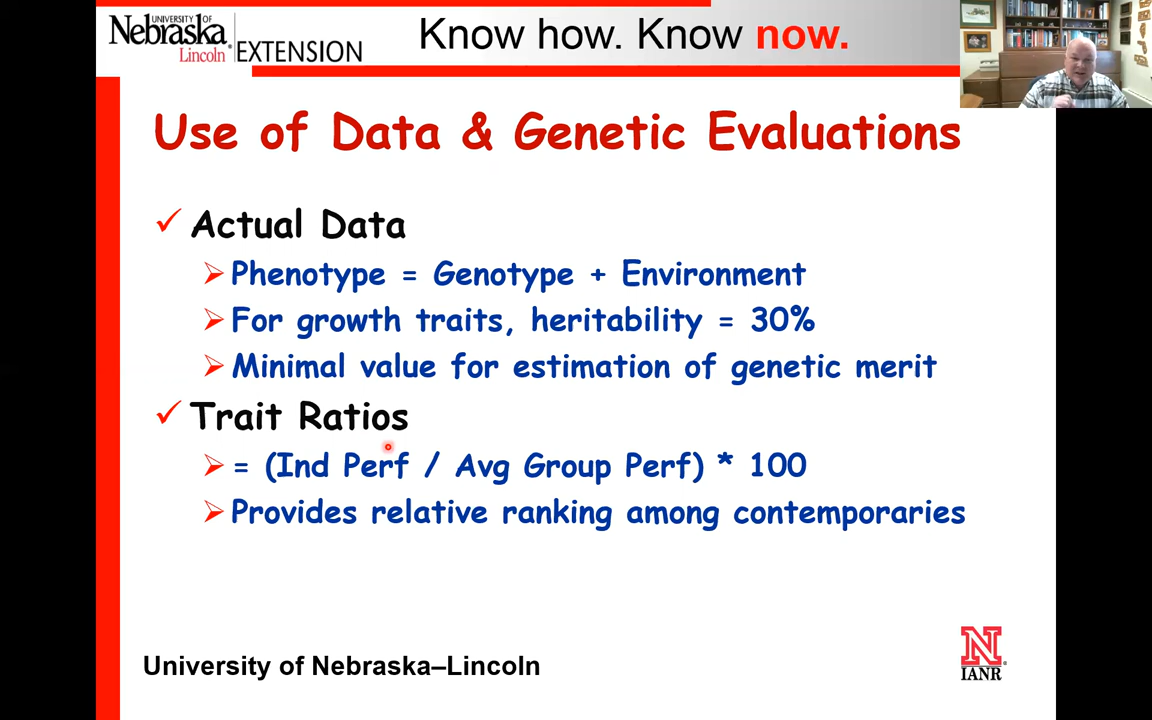 UNIVERSITY OF
Nebraska
Lincoln
EXTENSION
Know how. Know now.
Use of Data & Genetic Evaluations
✓ Actual Data
➢ Phenotype = Genotype + Environment
➢ For growth traits, heritability = 30%
➢ Minimal value for estimation of genetic merit
✓ Trait Ratios
➢ = (Ind Perf / Avg Group Perf) * 100
➢ Provides relative ranking among contemporaries
University of Nebraska–Lincoln
N
IANR